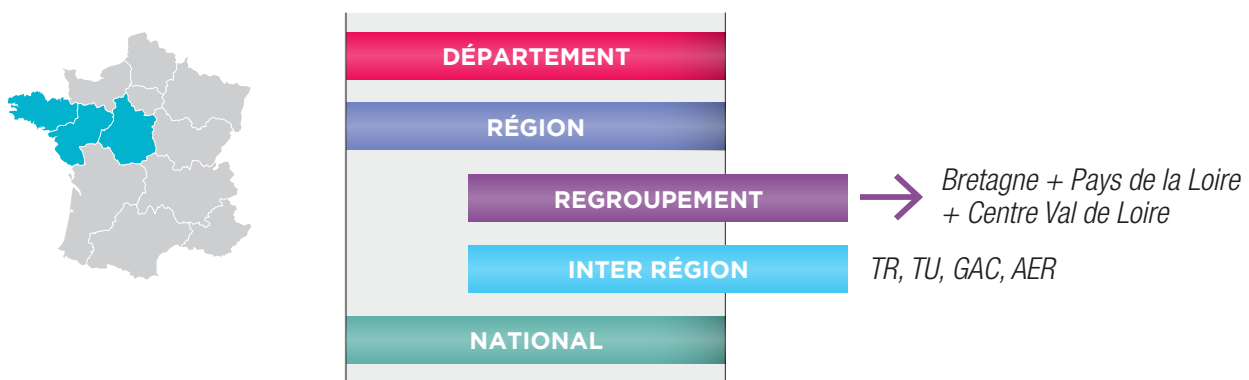 DÉPARTEMENT
RÉGION
REGROUPEMENT
Bretagne + Pays de la Loire
+ Centre Val de Loire
INTER RÉGION
TR, TU, GAC, AER
NATIONAL